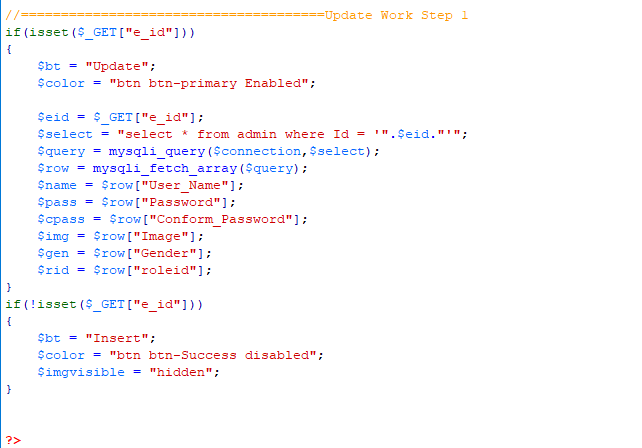 //======================================Update Work Step 1
if(isset($_GET["e_id"]))
{
    $bt = "Update";
    $color = "btn btn-primary Enabled";

    $eid = $_GET["e_id"];
    $select = "select * from admin where Id = '".$eid."'";
    $query = mysqli_query($connection,$select);
    $row = mysqli_fetch_array($query);
    $name = $row["User_Name"];
    $pass = $row["Password"];
    $cpass = $row["Conform_Password"];
    $img = $row["Image"];
    $gen = $row["Gender"];
    $rid = $row["roleid"];
}
if(!isset($_GET["e_id"]))
{
    $bt = "Insert";
    $color = "btn btn-Success disabled";
    $imgvisible = "hidden";
}

?>